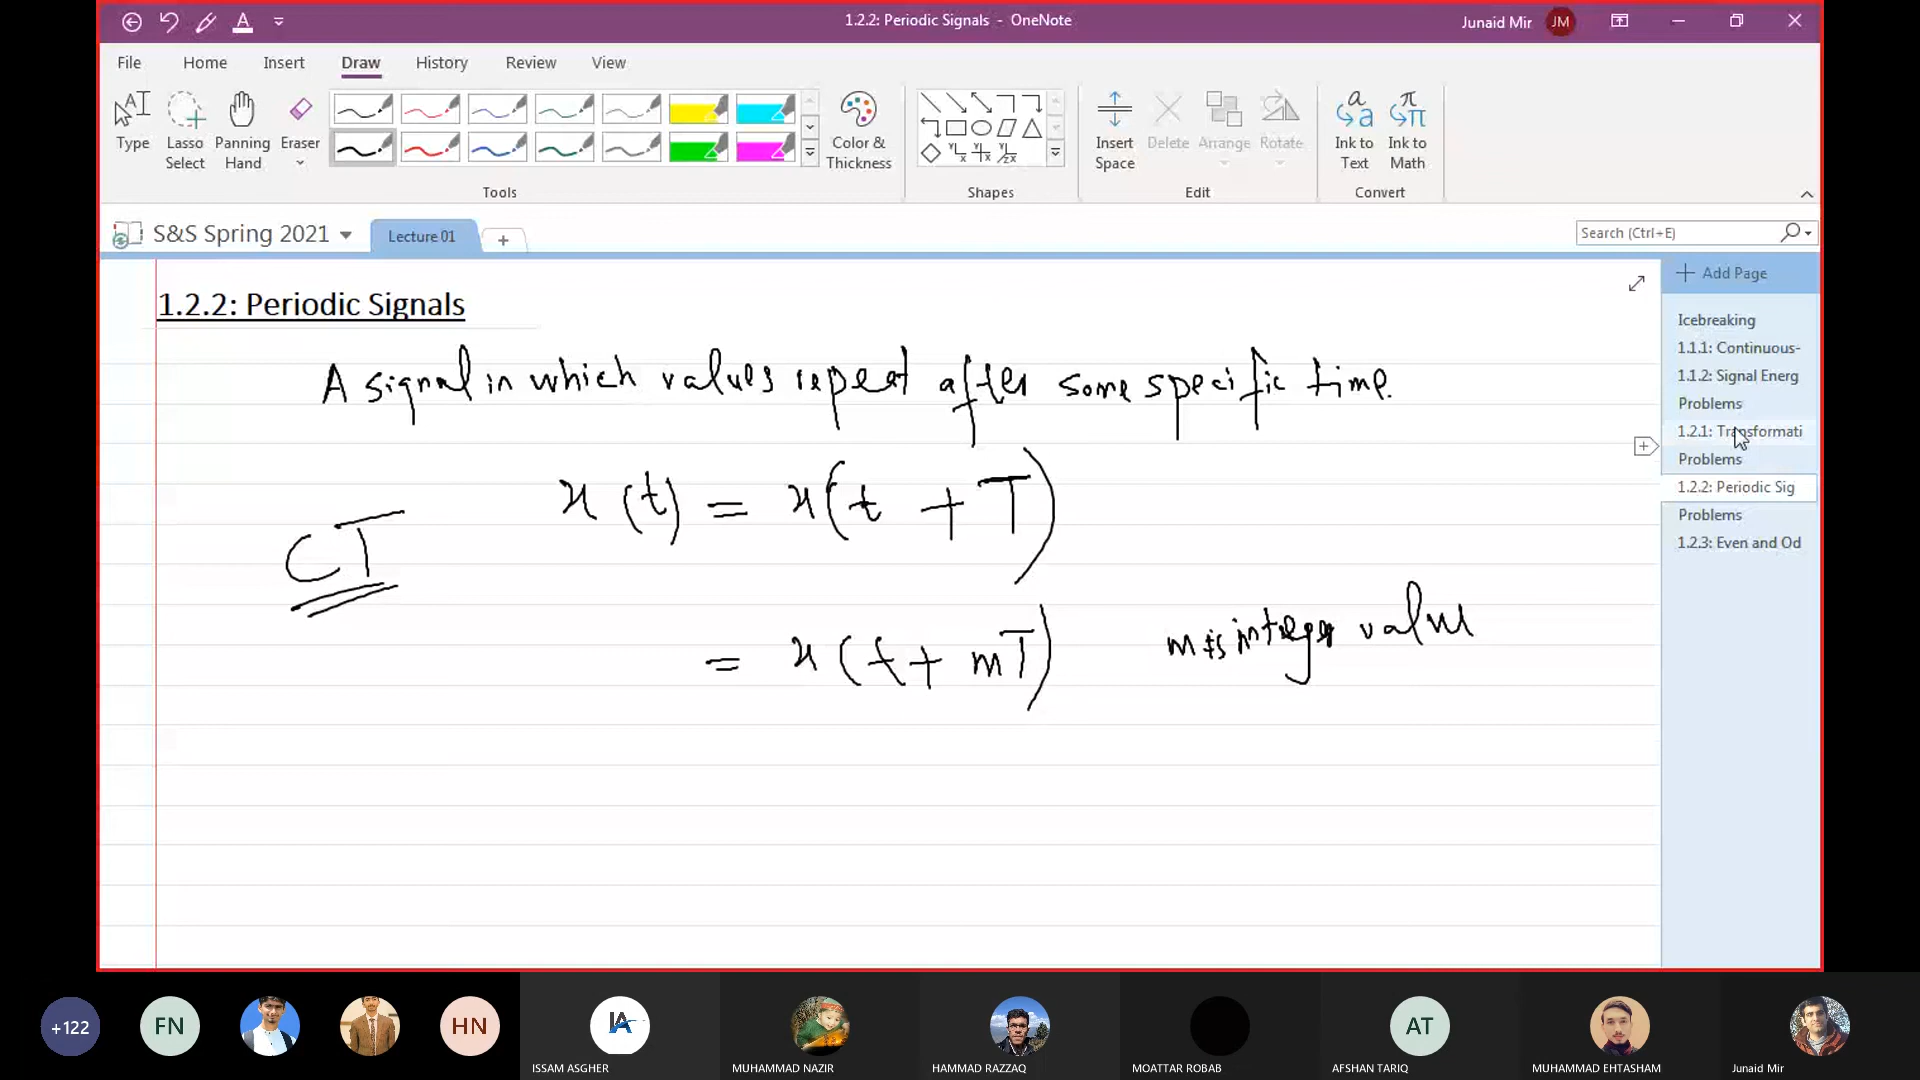 1.2.2: Periodic Signals - OneNote
Junaid Mir JM
File Home Insert Draw History Review View
Type
Lasso Select
Panning Hand
Eraser
Color & Thickness
Insert Space
Delete
Arrange
Rotate
Ink to Text
Ink to Math
Tools Shapes Edit Convert
S&S Spring 2021 Lecture 01
Search (Ctrl+E)
Add Page
Icebreaking
1.1.1: Continuous-
1.1.2: Signal Energ
Problems
1.2.1: Transformati
Problems
1.2.2: Periodic Sig
Problems
1.2.3: Even and Od
1.2.2: Periodic Signals
A signal in which values repeat after some specific time.
x(t) = x(t + T)
CT
= x(t + mT) m is integer value
+122 FN HN IA AT
ISSAM ASGHER MUHAMMAD NAZIR HAMMAD RAZZAQ MOATTAR ROBAB AFSHAN TARIQ MUHAMMAD EHTASHAM Junaid Mir